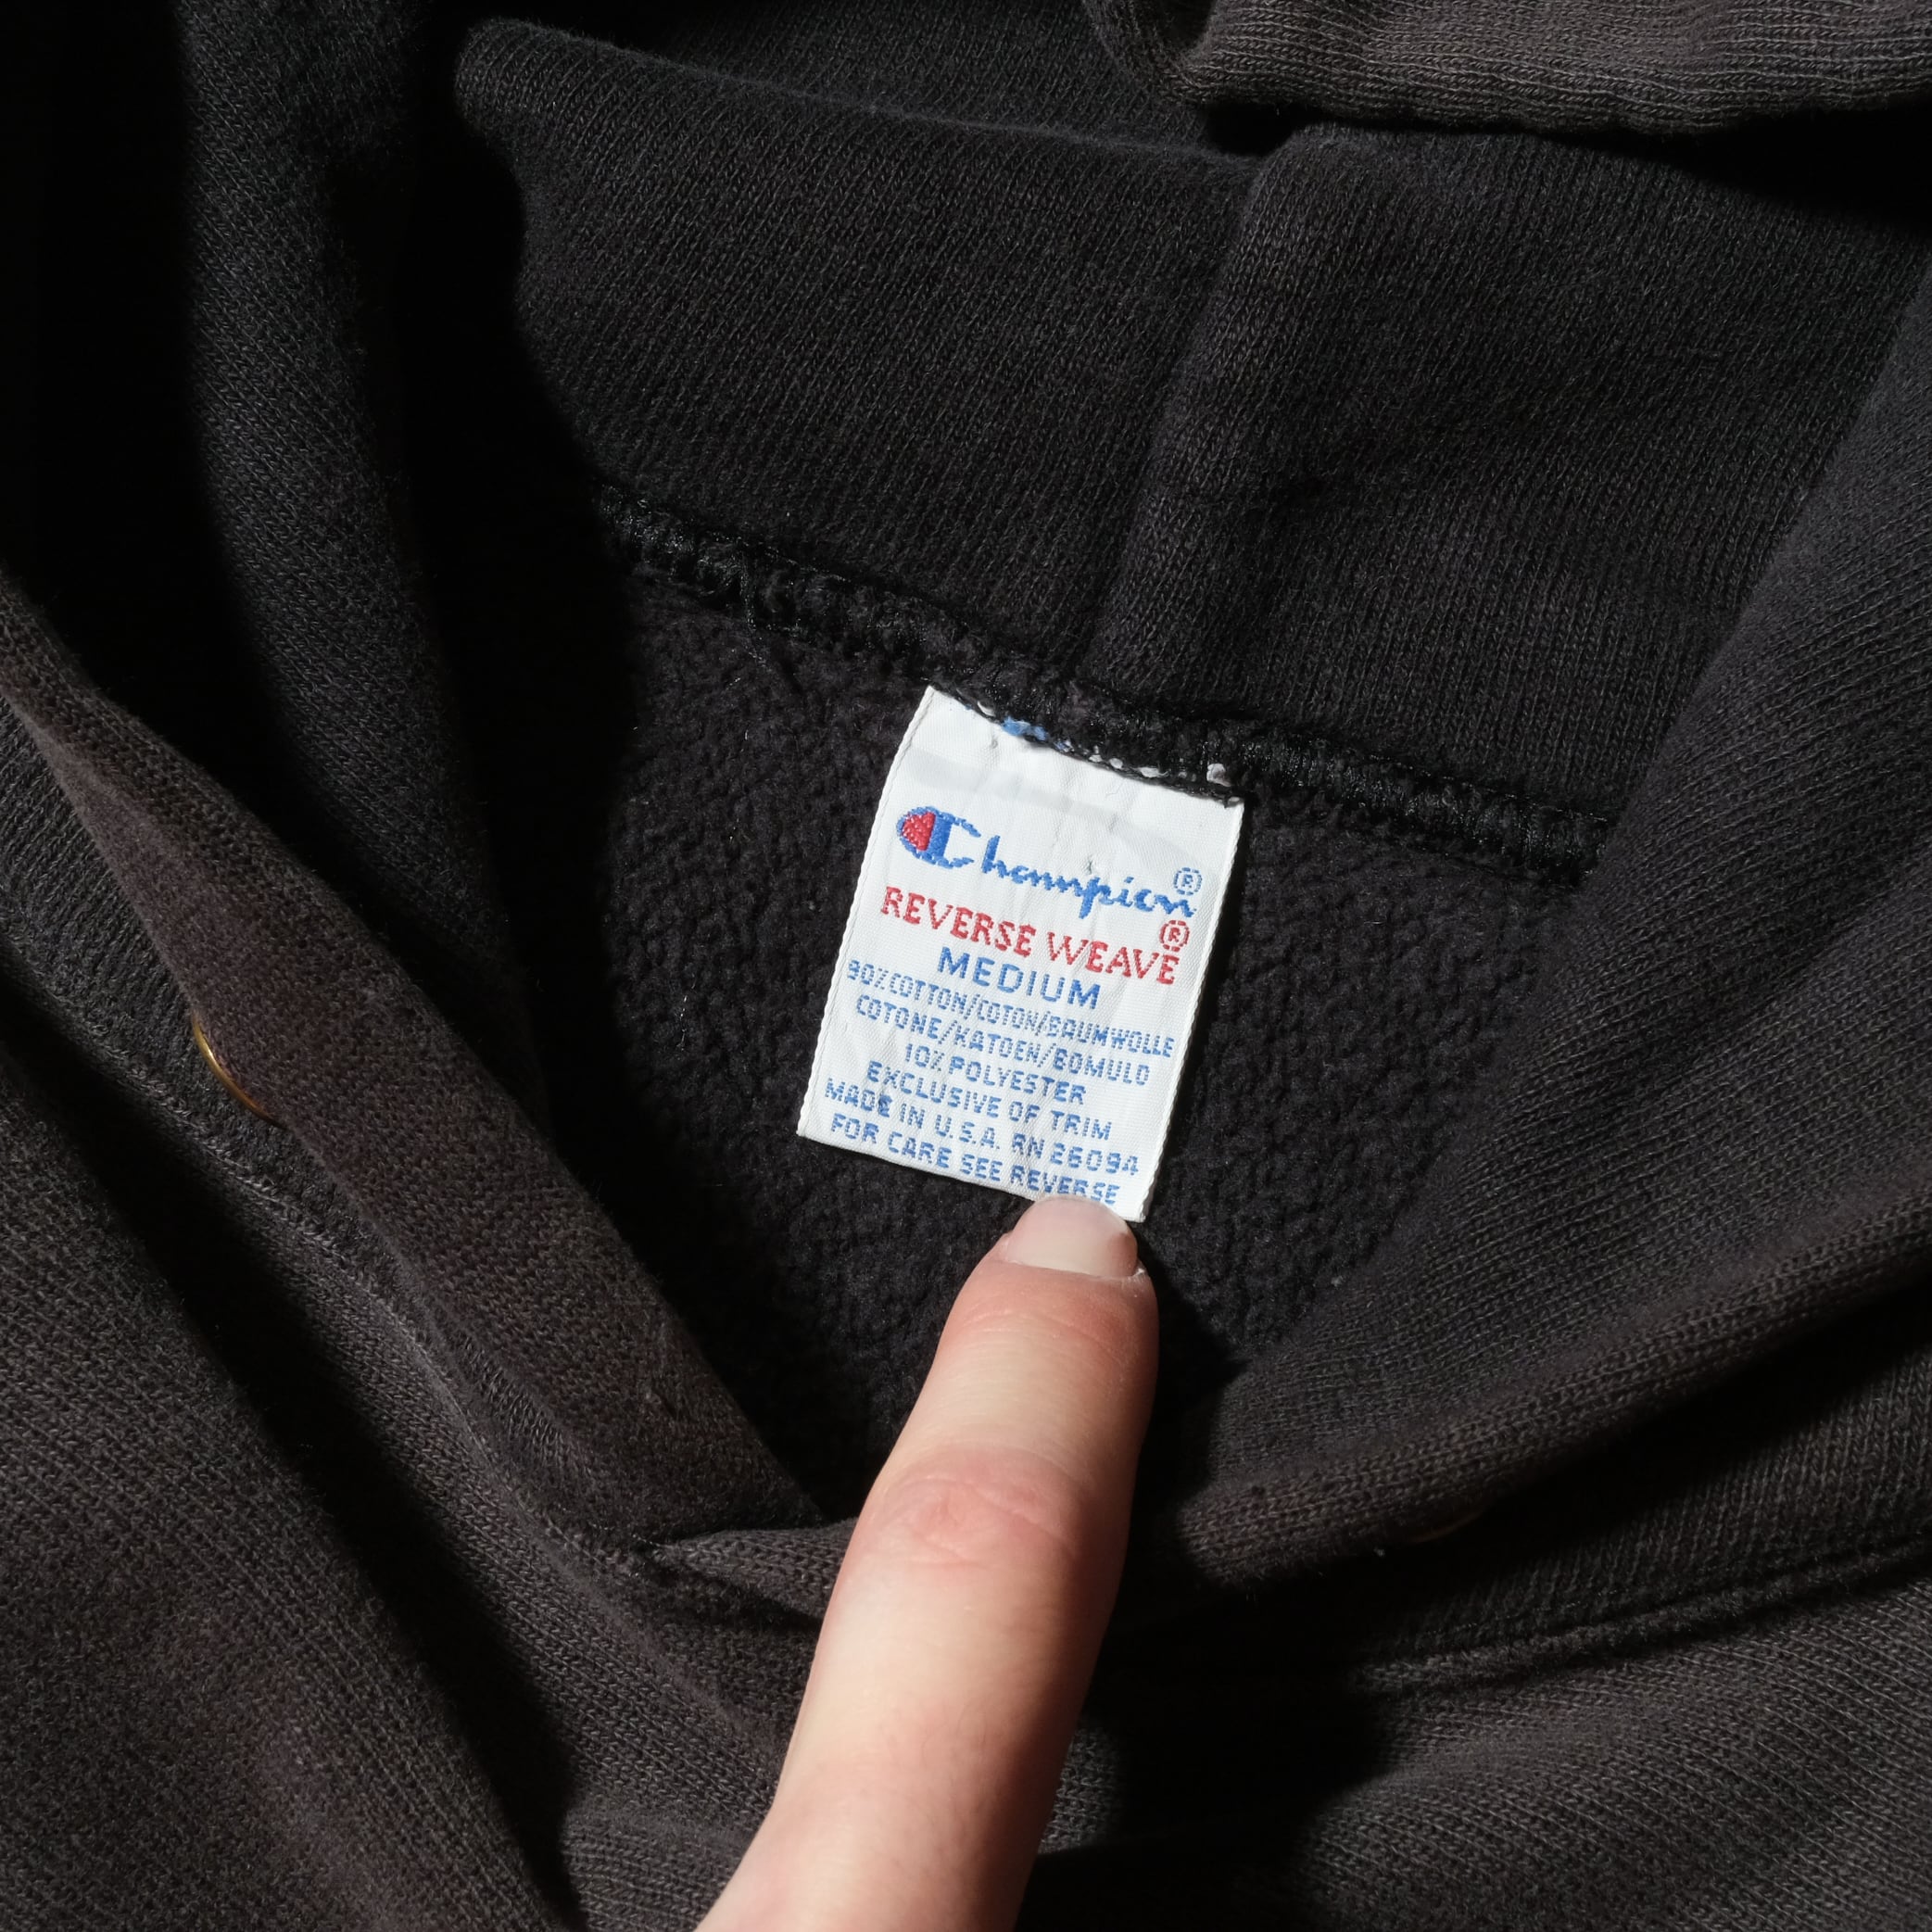 Champion®
REVERSE WEAVE®
MEDIUM
90% COTTON/COTON/BAUMWOLLE
COTONE/KATOEN/BOMULD
10% POLYESTER
EXCLUSIVE OF TRIM
MADE IN U.S.A. RN 26094
FOR CARE SEE REVERSE